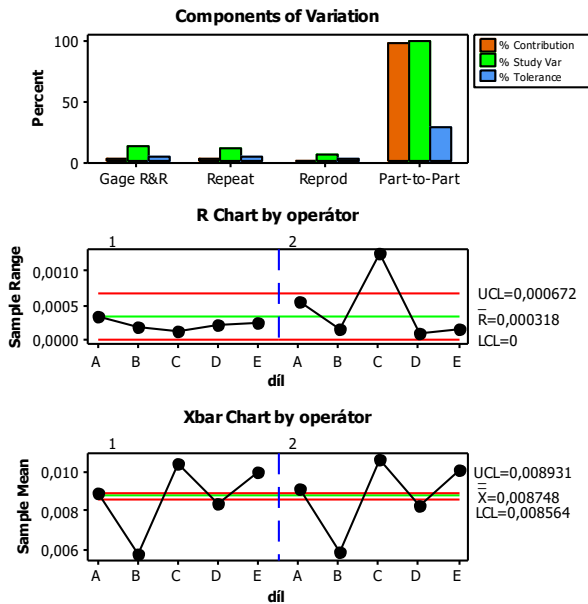 Components of Variation
100
50
0
Percent
Gage R&R
Repeat
Reprod
Part-to-Part
% Contribution
% Study Var
% Tolerance
R Chart by operátor
1
2
0,0010
0,0005
0,0000
Sample Range
UCL=0,000672
R=0,000318
LCL=0
A B C D E A B C D E
díl
Xbar Chart by operátor
1
2
0,010
0,008
0,006
Sample Mean
UCL=0,008931
X=0,008748
LCL=0,008564
A B C D E A B C D E
díl